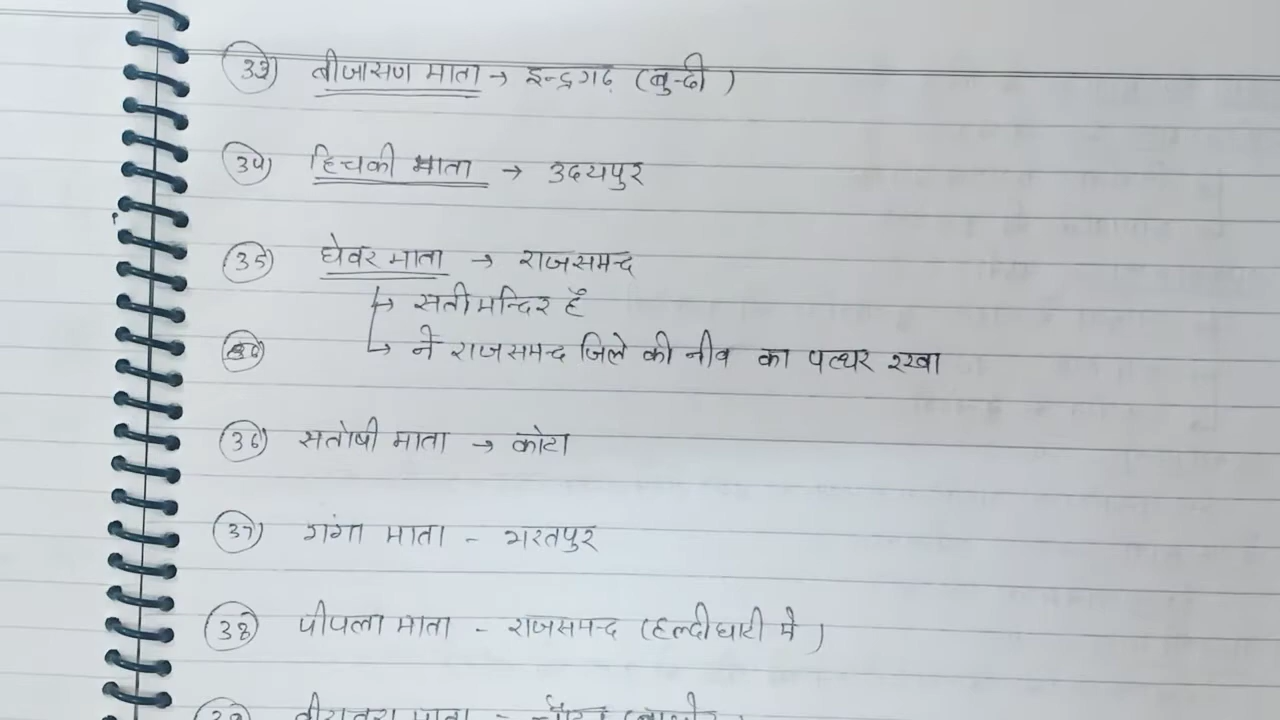 33) बीजासण माता → इन्द्रगढ़ (बुन्दी)
34) हिचकी माता → उदयपुर
35) घेवर माता → राजसमन्द
↳ सती मन्दिर है
↳ ने राजसमन्द जिले की नीव का पत्थर रखा
36) सतोषी माता → कोटा
37) गंगा माता - भरतपुर
38) पीपला माता - राजसमन्द (हल्दीघाटी मे)
माता -